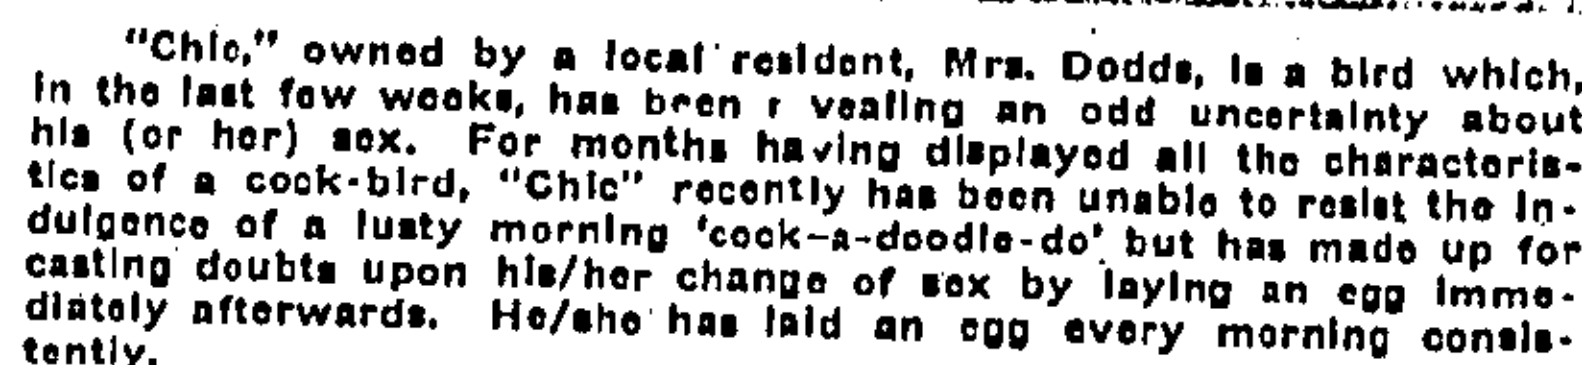 "Chic," owned by a local resident, Mrs. Dodds, is a bird which,
in the last few weeks, has been r vealing an odd uncertainty about
his (or her) sex. For months having displayed all the characteris-
tics of a cock-bird, "Chic" recently has been unable to resist the in-
dulgence of a lusty morning 'cock-a-doodle-do' but has made up for
casting doubts upon his/her change of sex by laying an egg imme-
diately afterwards. He/she has laid an egg every morning consis-
tently.